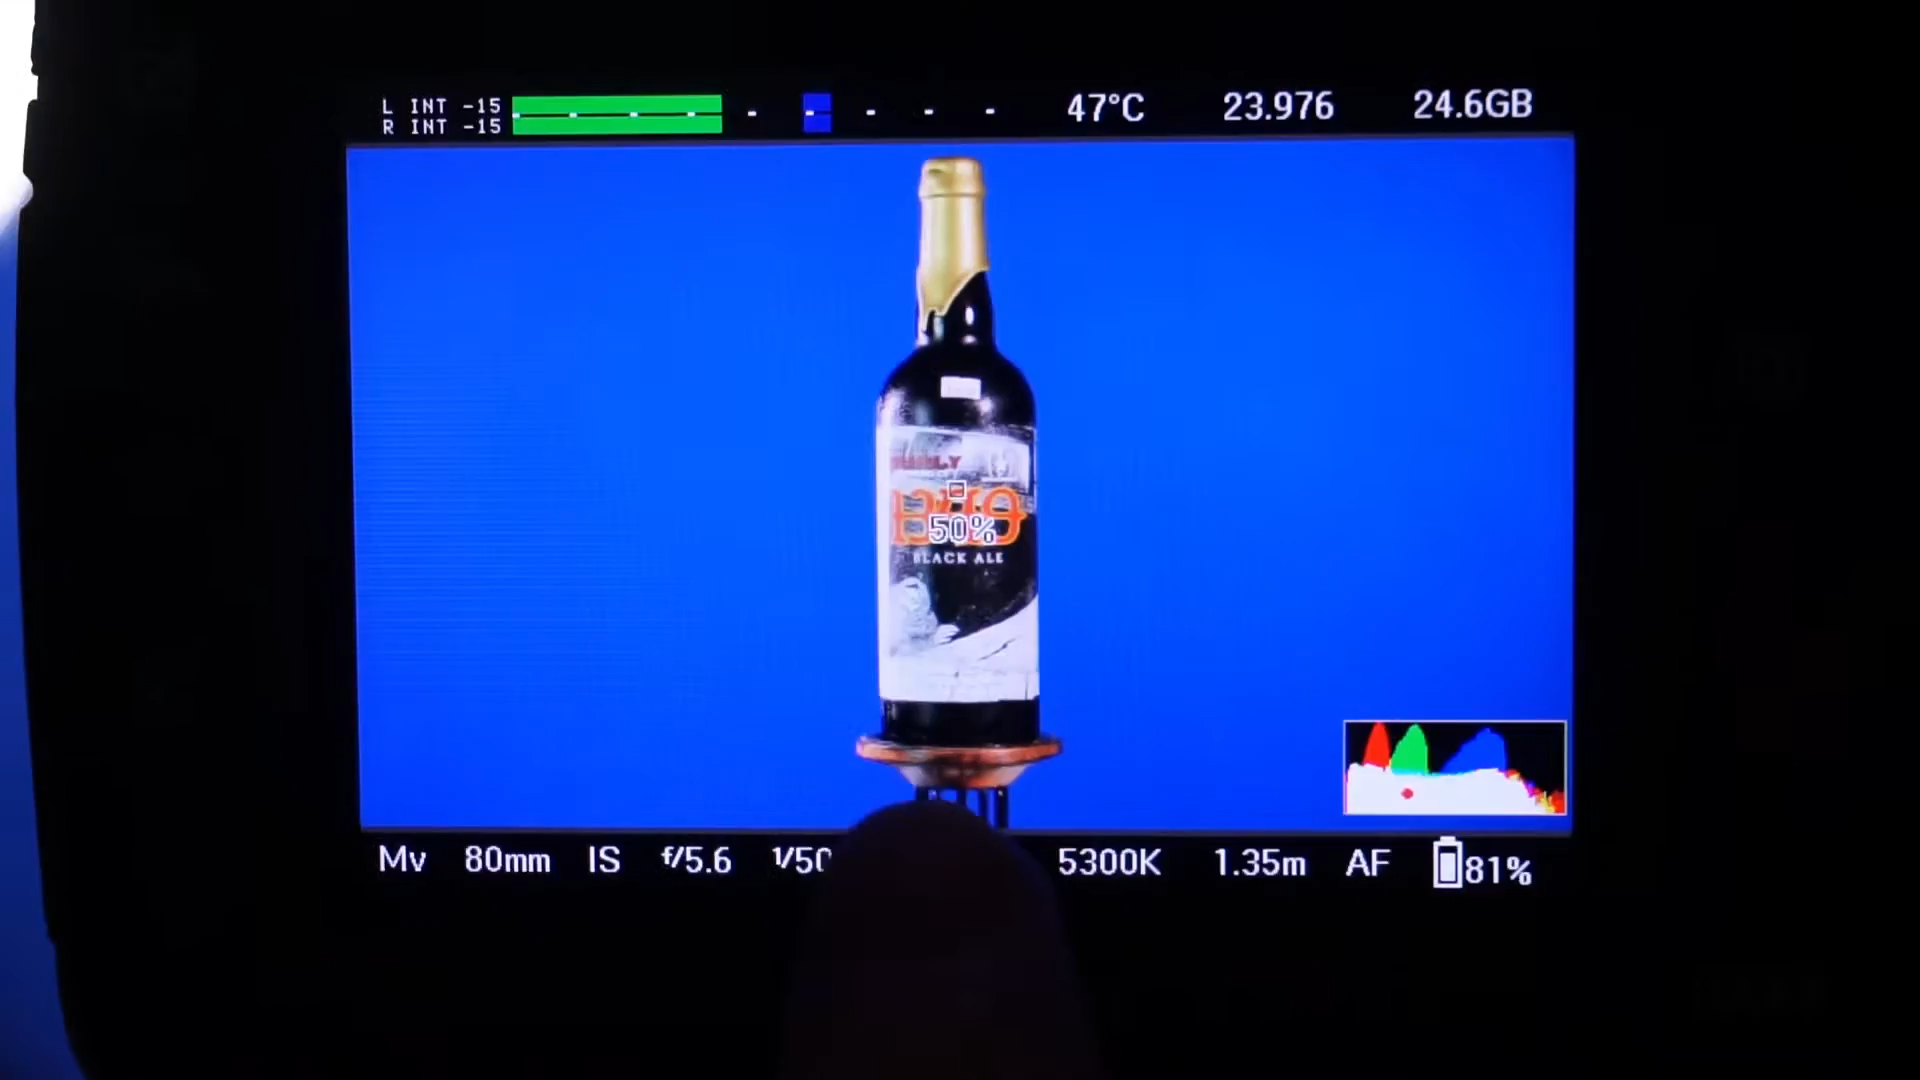 L INT -15
R INT -15
47°C 23.976 24.6GB
50%
BLACK ALE
Mv 80mm IS f/5.6 1/50 5300K 1.35m AF 81%